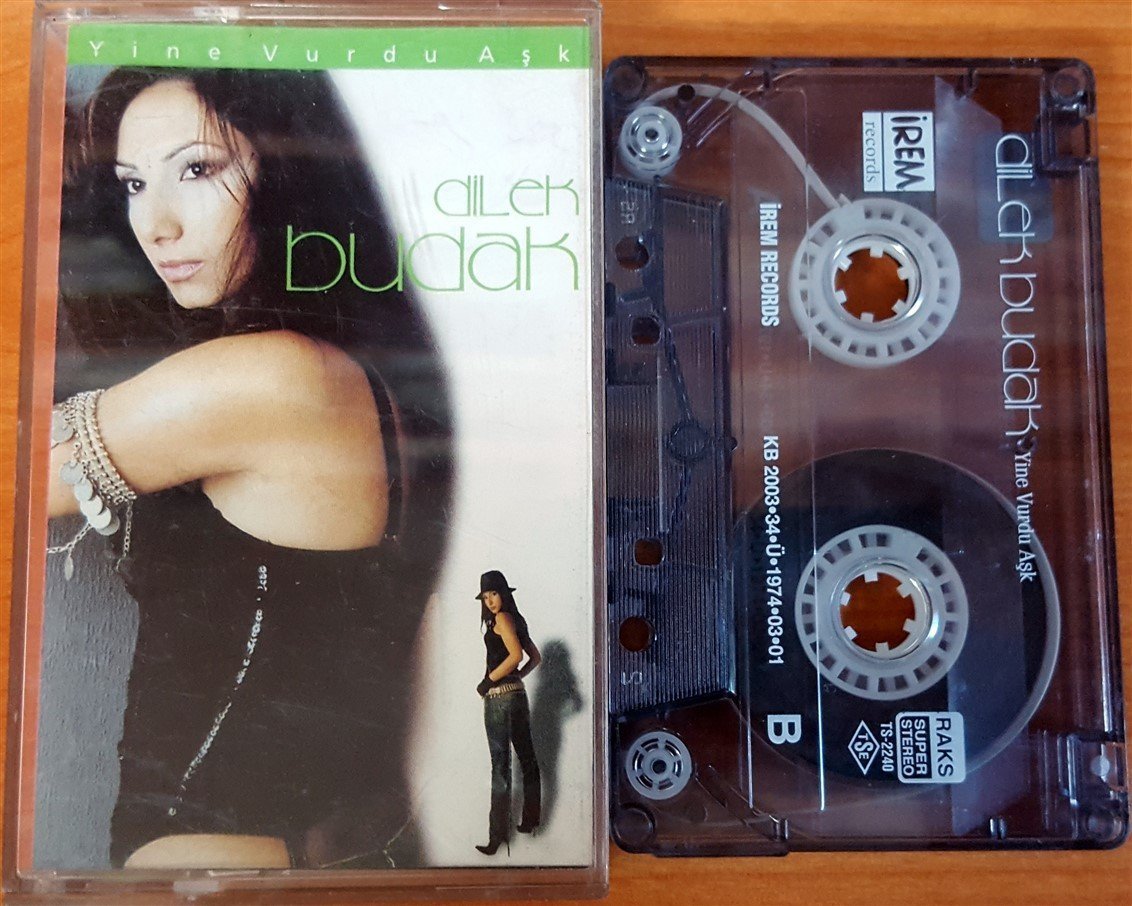 Yine Vurdu Aşk
diLek
budak
İREM
records
diLek budak Yine Vurdu Aşk
İREM RECORDS
KB 2003•34•Ü•1974•03•01
B
RAKS
SUPER
STEREO
TS-2240
TSE